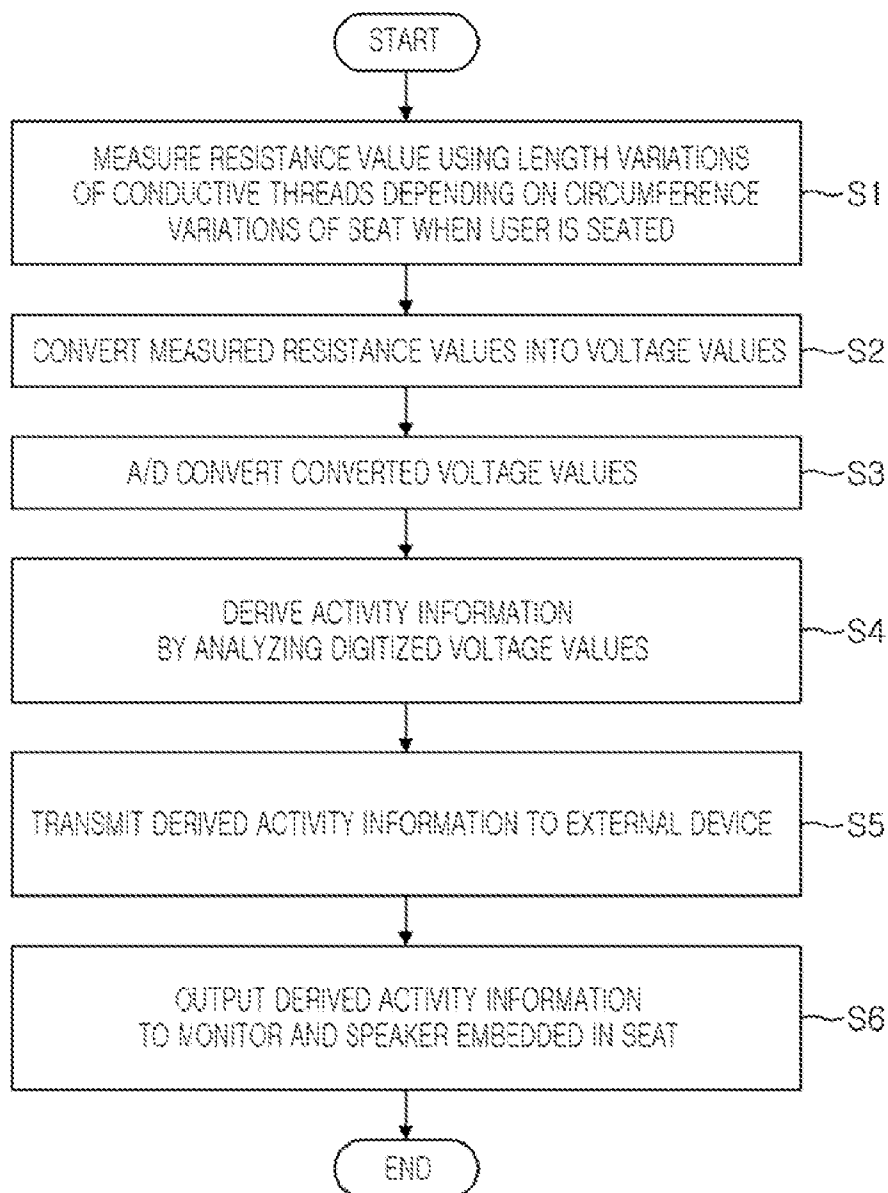 START
MEASURE RESISTANCE VALUE USING LENGTH VARIATIONS
OF CONDUCTIVE THREADS DEPENDING ON CIRCUMFERENCE
VARIATIONS OF SEAT WHEN USER IS SEATED
S1
CONVERT MEASURED RESISTANCE VALUES INTO VOLTAGE VALUES
S2
A/D CONVERT CONVERTED VOLTAGE VALUES
S3
DERIVE ACTIVITY INFORMATION
BY ANALYZING DIGITIZED VOLTAGE VALUES
S4
TRANSMIT DERIVED ACTIVITY INFORMATION TO EXTERNAL DEVICE
S5
OUTPUT DERIVED ACTIVITY INFORMATION
TO MONITOR AND SPEAKER EMBEDDED IN SEAT
S6
END